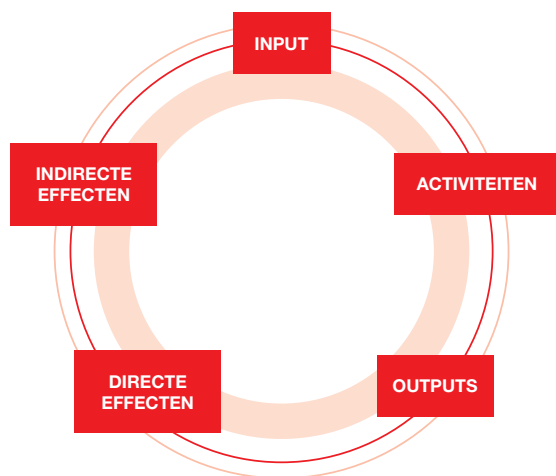 INPUT
ACTIVITEITEN
OUTPUTS
DIRECTE
EFFECTEN
INDIRECTE
EFFECTEN